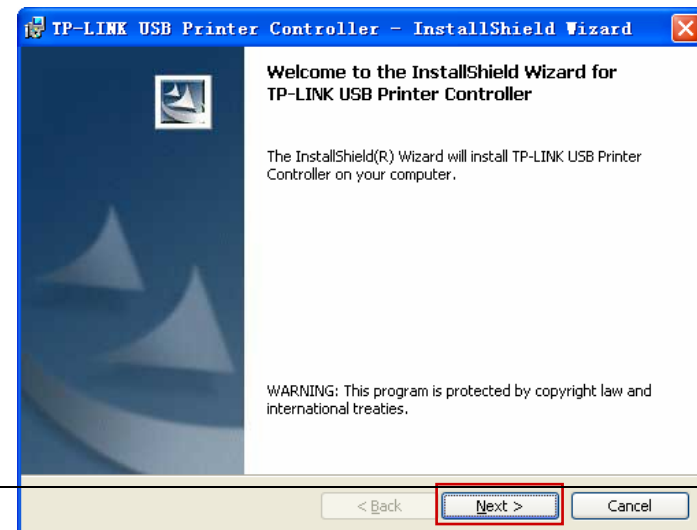 TP-LINK USB Printer Controller - InstallShield Wizard
Welcome to the InstallShield Wizard for
TP-LINK USB Printer Controller
The InstallShield(R) Wizard will install TP-LINK USB Printer
Controller on your computer.
WARNING: This program is protected by copyright law and
international treaties.
< Back Next > Cancel